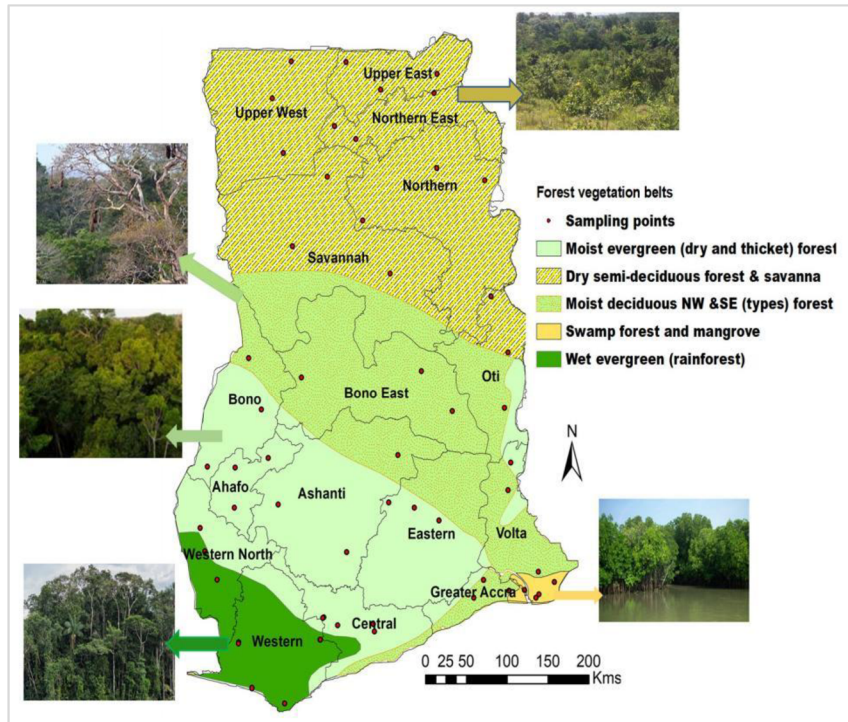 Upper East
Upper West
Northern East
Northern
Savannah
Forest vegetation belts
Sampling points
Moist evergreen (dry and thicket) forest
Dry semi-deciduous forest & savanna
Moist deciduous NW &SE (types) forest
Swamp forest and mangrove
Wet evergreen (rainforest)
Oti
Bono East
Bono
N
Ahafo
Ashanti
Eastern
Volta
Western North
Greater Accra
Central
Western
0 25 50 100 150 200
Kms